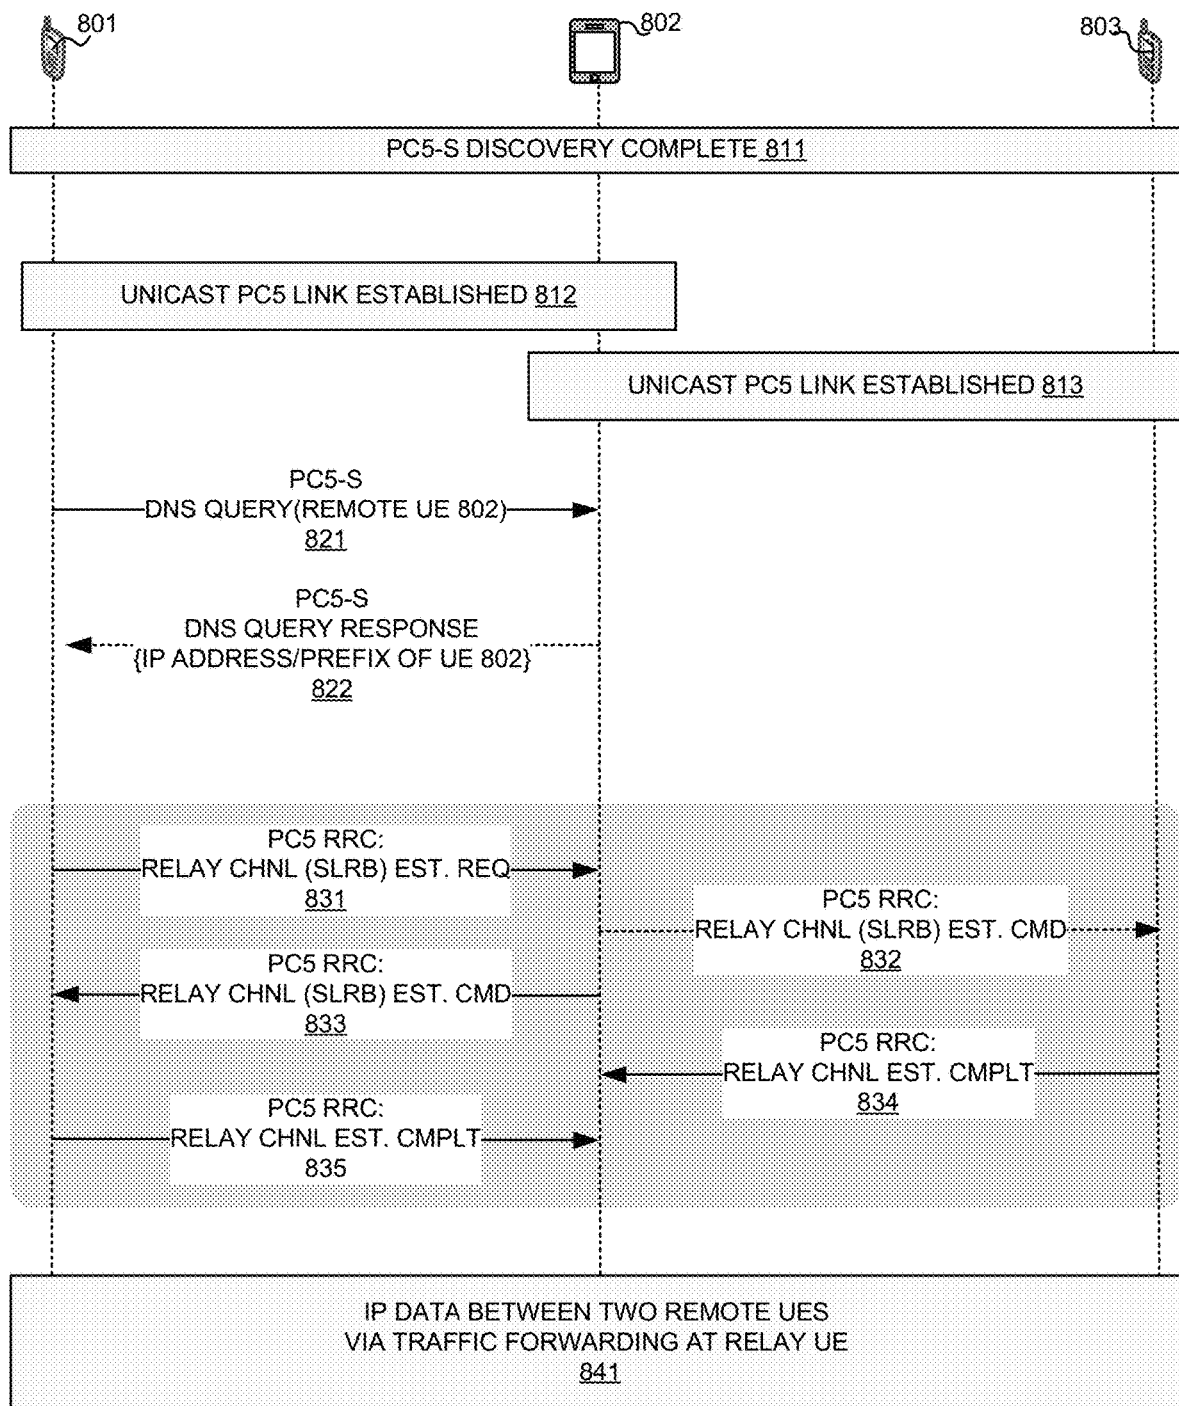 801
802
803
PC5-S DISCOVERY COMPLETE 811
UNICAST PC5 LINK ESTABLISHED 812
UNICAST PC5 LINK ESTABLISHED 813
PC5-S
DNS QUERY(REMOTE UE 802)
821
PC5-S
DNS QUERY RESPONSE
{IP ADDRESS/PREFIX OF UE 802}
822
PC5 RRC:
RELAY CHNL (SLRB) EST. REQ
831
PC5 RRC:
RELAY CHNL (SLRB) EST. CMD
832
PC5 RRC:
RELAY CHNL (SLRB) EST. CMD
833
PC5 RRC:
RELAY CHNL EST. CMPLT
834
PC5 RRC:
RELAY CHNL EST. CMPLT
835
IP DATA BETWEEN TWO REMOTE UES
VIA TRAFFIC FORWARDING AT RELAY UE
841